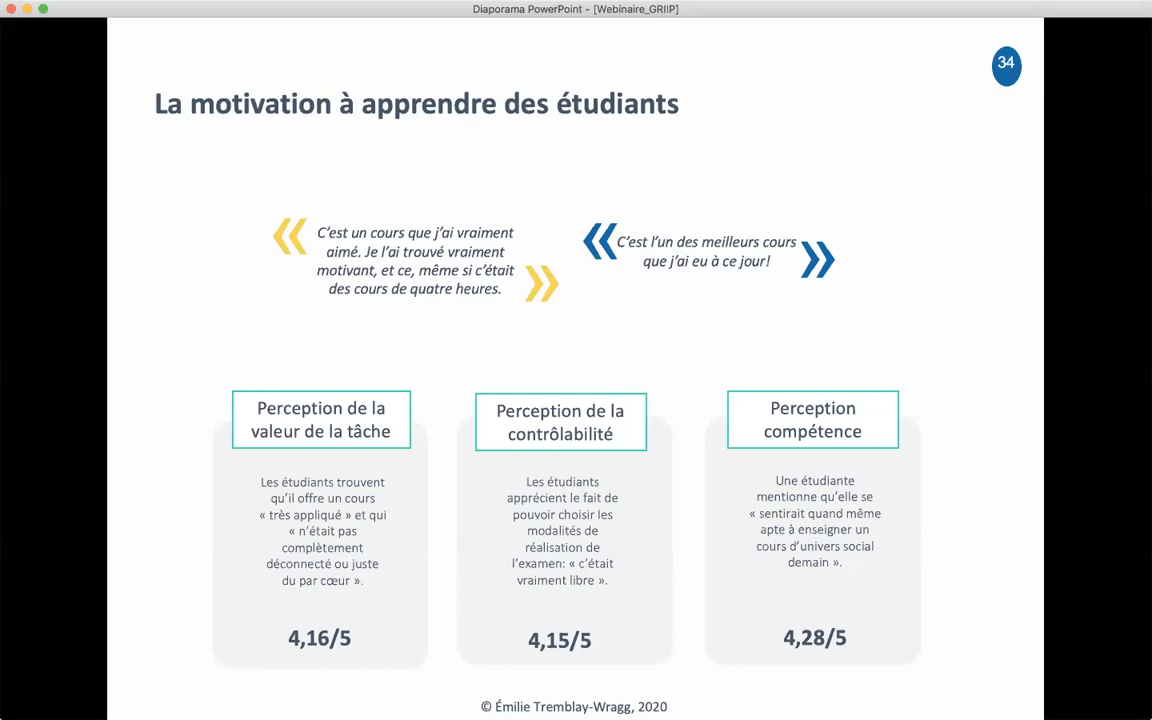 Diaporama PowerPoint - [Webinaire_GRIIP]
34
La motivation à apprendre des étudiants
C’est un cours que j’ai vraiment
aimé. Je l’ai trouvé vraiment
motivant, et ce, même si c’était
des cours de quatre heures.
C’est l’un des meilleurs cours
que j’ai eu à ce jour!
Perception de la
valeur de la tâche
Les étudiants trouvent
qu’il offre un cours
« très appliqué » et qui
« n’était pas
complètement
déconnecté ou juste
du par cœur ».
4,16/5
Perception de la
contrôlabilité
Les étudiants
apprécient le fait de
pouvoir choisir les
modalités de
réalisation de
l’examen: « c’était
vraiment libre ».
4,15/5
Perception
compétence
Une étudiante
mentionne qu’elle se
« sentirait quand même
apte à enseigner un
cours d’univers social
demain ».
4,28/5
© Émilie Tremblay-Wragg, 2020